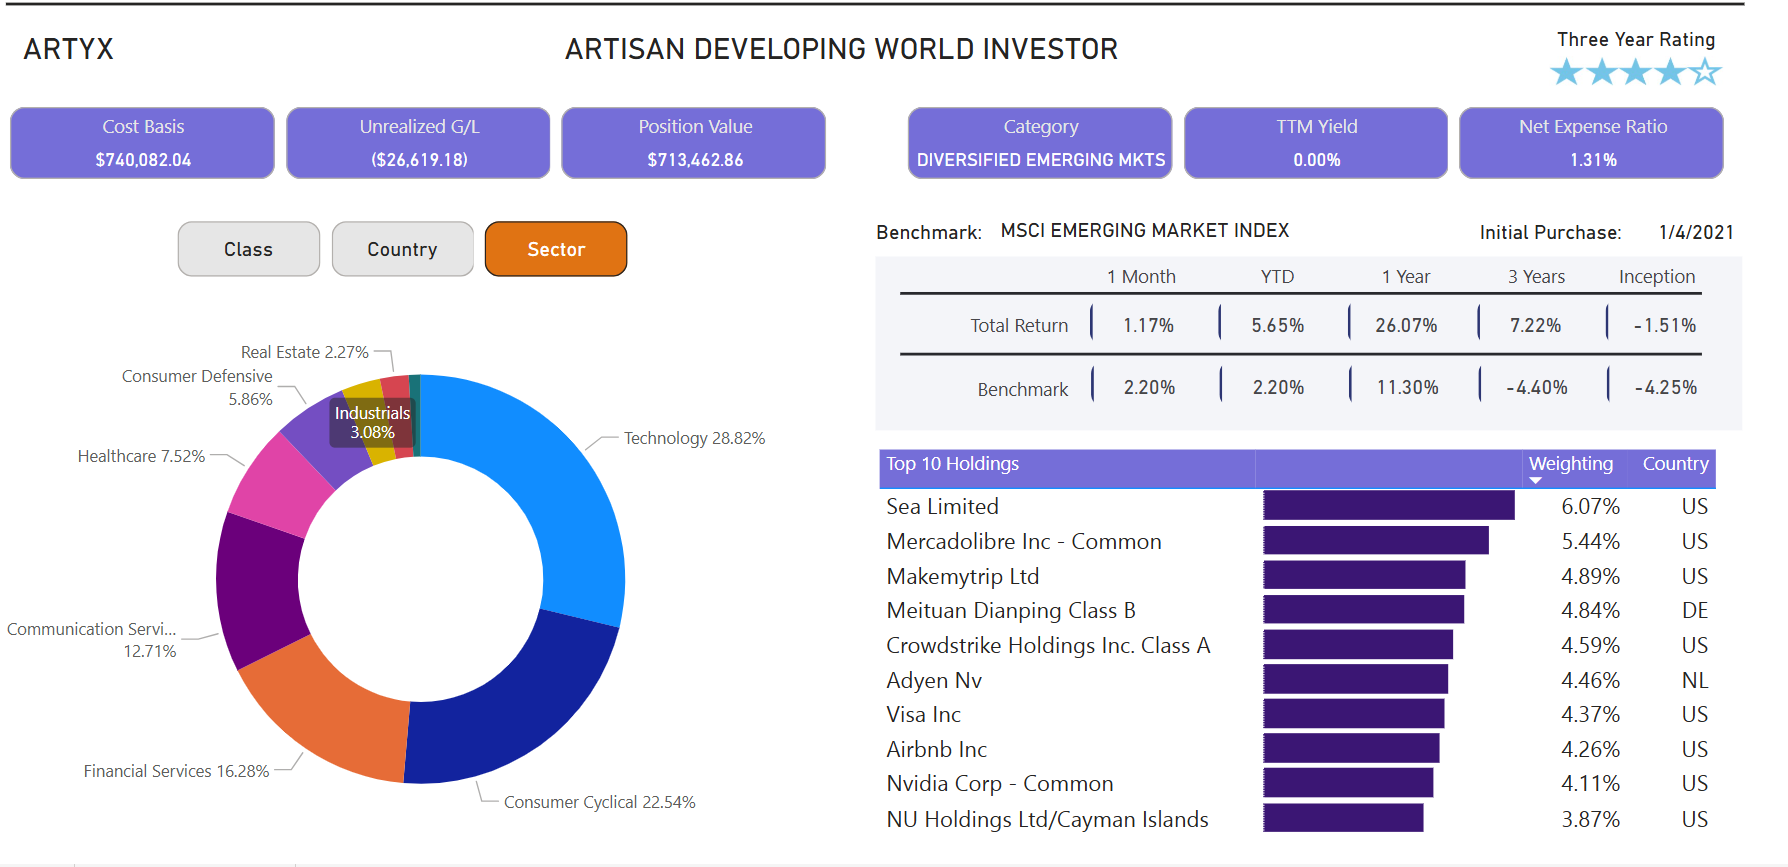 ARTYX
ARTISAN DEVELOPING WORLD INVESTOR
Three Year Rating
Cost Basis
$740,082.04
Unrealized G/L
($26,619.18)
Position Value
$713,462.86
Category
DIVERSIFIED EMERGING MKTS
TTM Yield
0.00%
Net Expense Ratio
1.31%
Class
Country
Sector
Real Estate 2.27%
Consumer Defensive
5.86%
Industrials
3.08%
Healthcare 7.52%
Technology 28.82%
Communication Servi...
12.71%
Financial Services 16.28%
Consumer Cyclical 22.54%
Benchmark: MSCI EMERGING MARKET INDEX
Initial Purchase: 1/4/2021
1 Month YTD 1 Year 3 Years Inception
Total Return 1.17% 5.65% 26.07% 7.22% -1.51%
Benchmark 2.20% 2.20% 11.30% -4.40% -4.25%
Top 10 Holdings Weighting Country
Sea Limited 6.07% US
Mercadolibre Inc - Common 5.44% US
Makemytrip Ltd 4.89% US
Meituan Dianping Class B 4.84% DE
Crowdstrike Holdings Inc. Class A 4.59% US
Adyen Nv 4.46% NL
Visa Inc 4.37% US
Airbnb Inc 4.26% US
Nvidia Corp - Common 4.11% US
NU Holdings Ltd/Cayman Islands 3.87% US